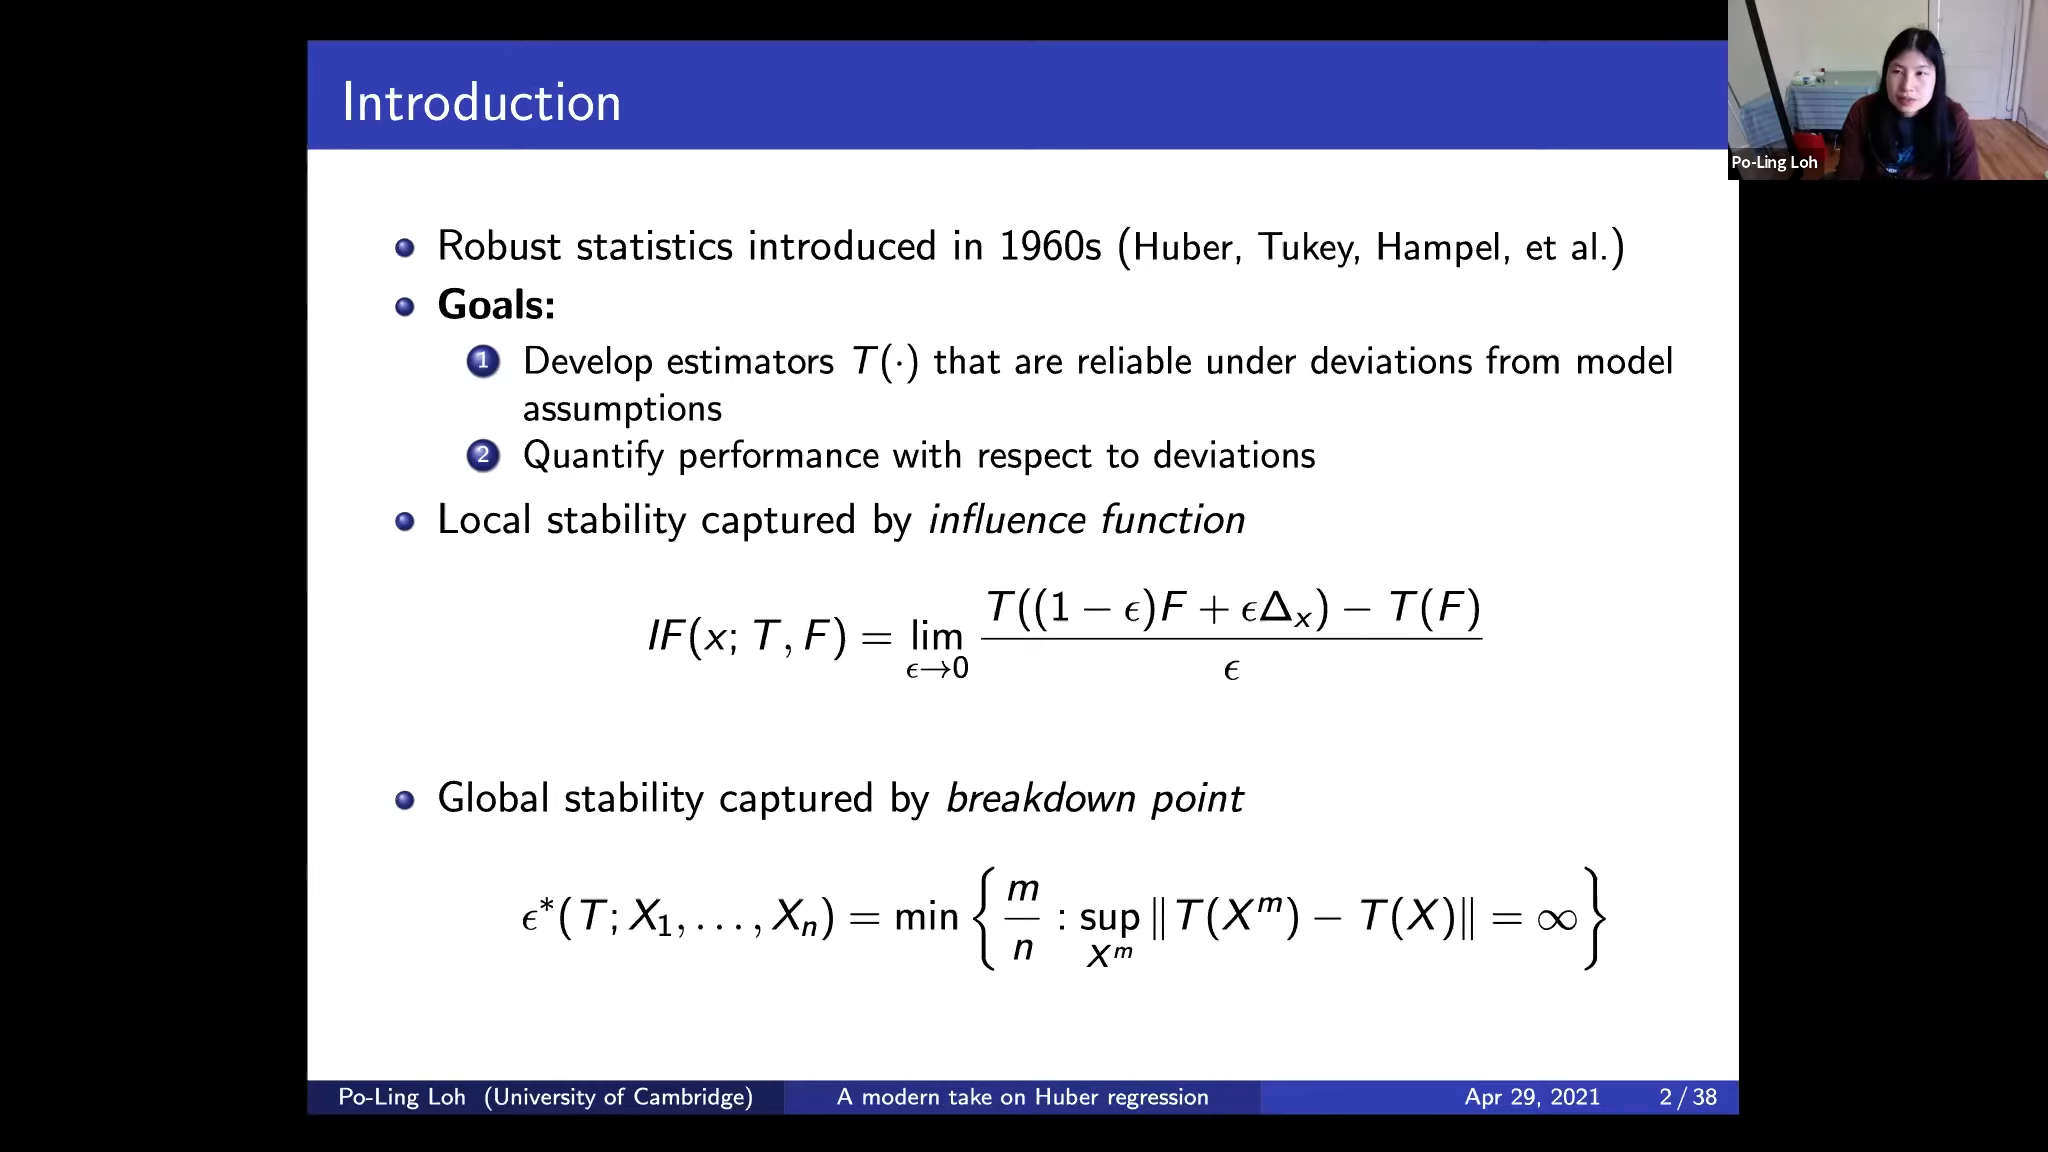 Introduction
Po-Ling Loh
Robust statistics introduced in 1960s (Huber, Tukey, Hampel, et al.)
Goals:
1 Develop estimators T(·) that are reliable under deviations from model
assumptions
2 Quantify performance with respect to deviations
Local stability captured by influence function
IF(x; T, F) = lim_{ϵ→0} \frac{T((1 − ϵ)F + ϵΔ_x) − T(F)}{ϵ}
Global stability captured by breakdown point
ϵ*(T; X_1, . . . , X_n) = min { \frac{m}{n} : sup_{X^m} ‖T(X^m) − T(X)‖ = ∞ }
Po-Ling Loh (University of Cambridge) A modern take on Huber regression Apr 29, 2021 2 / 38